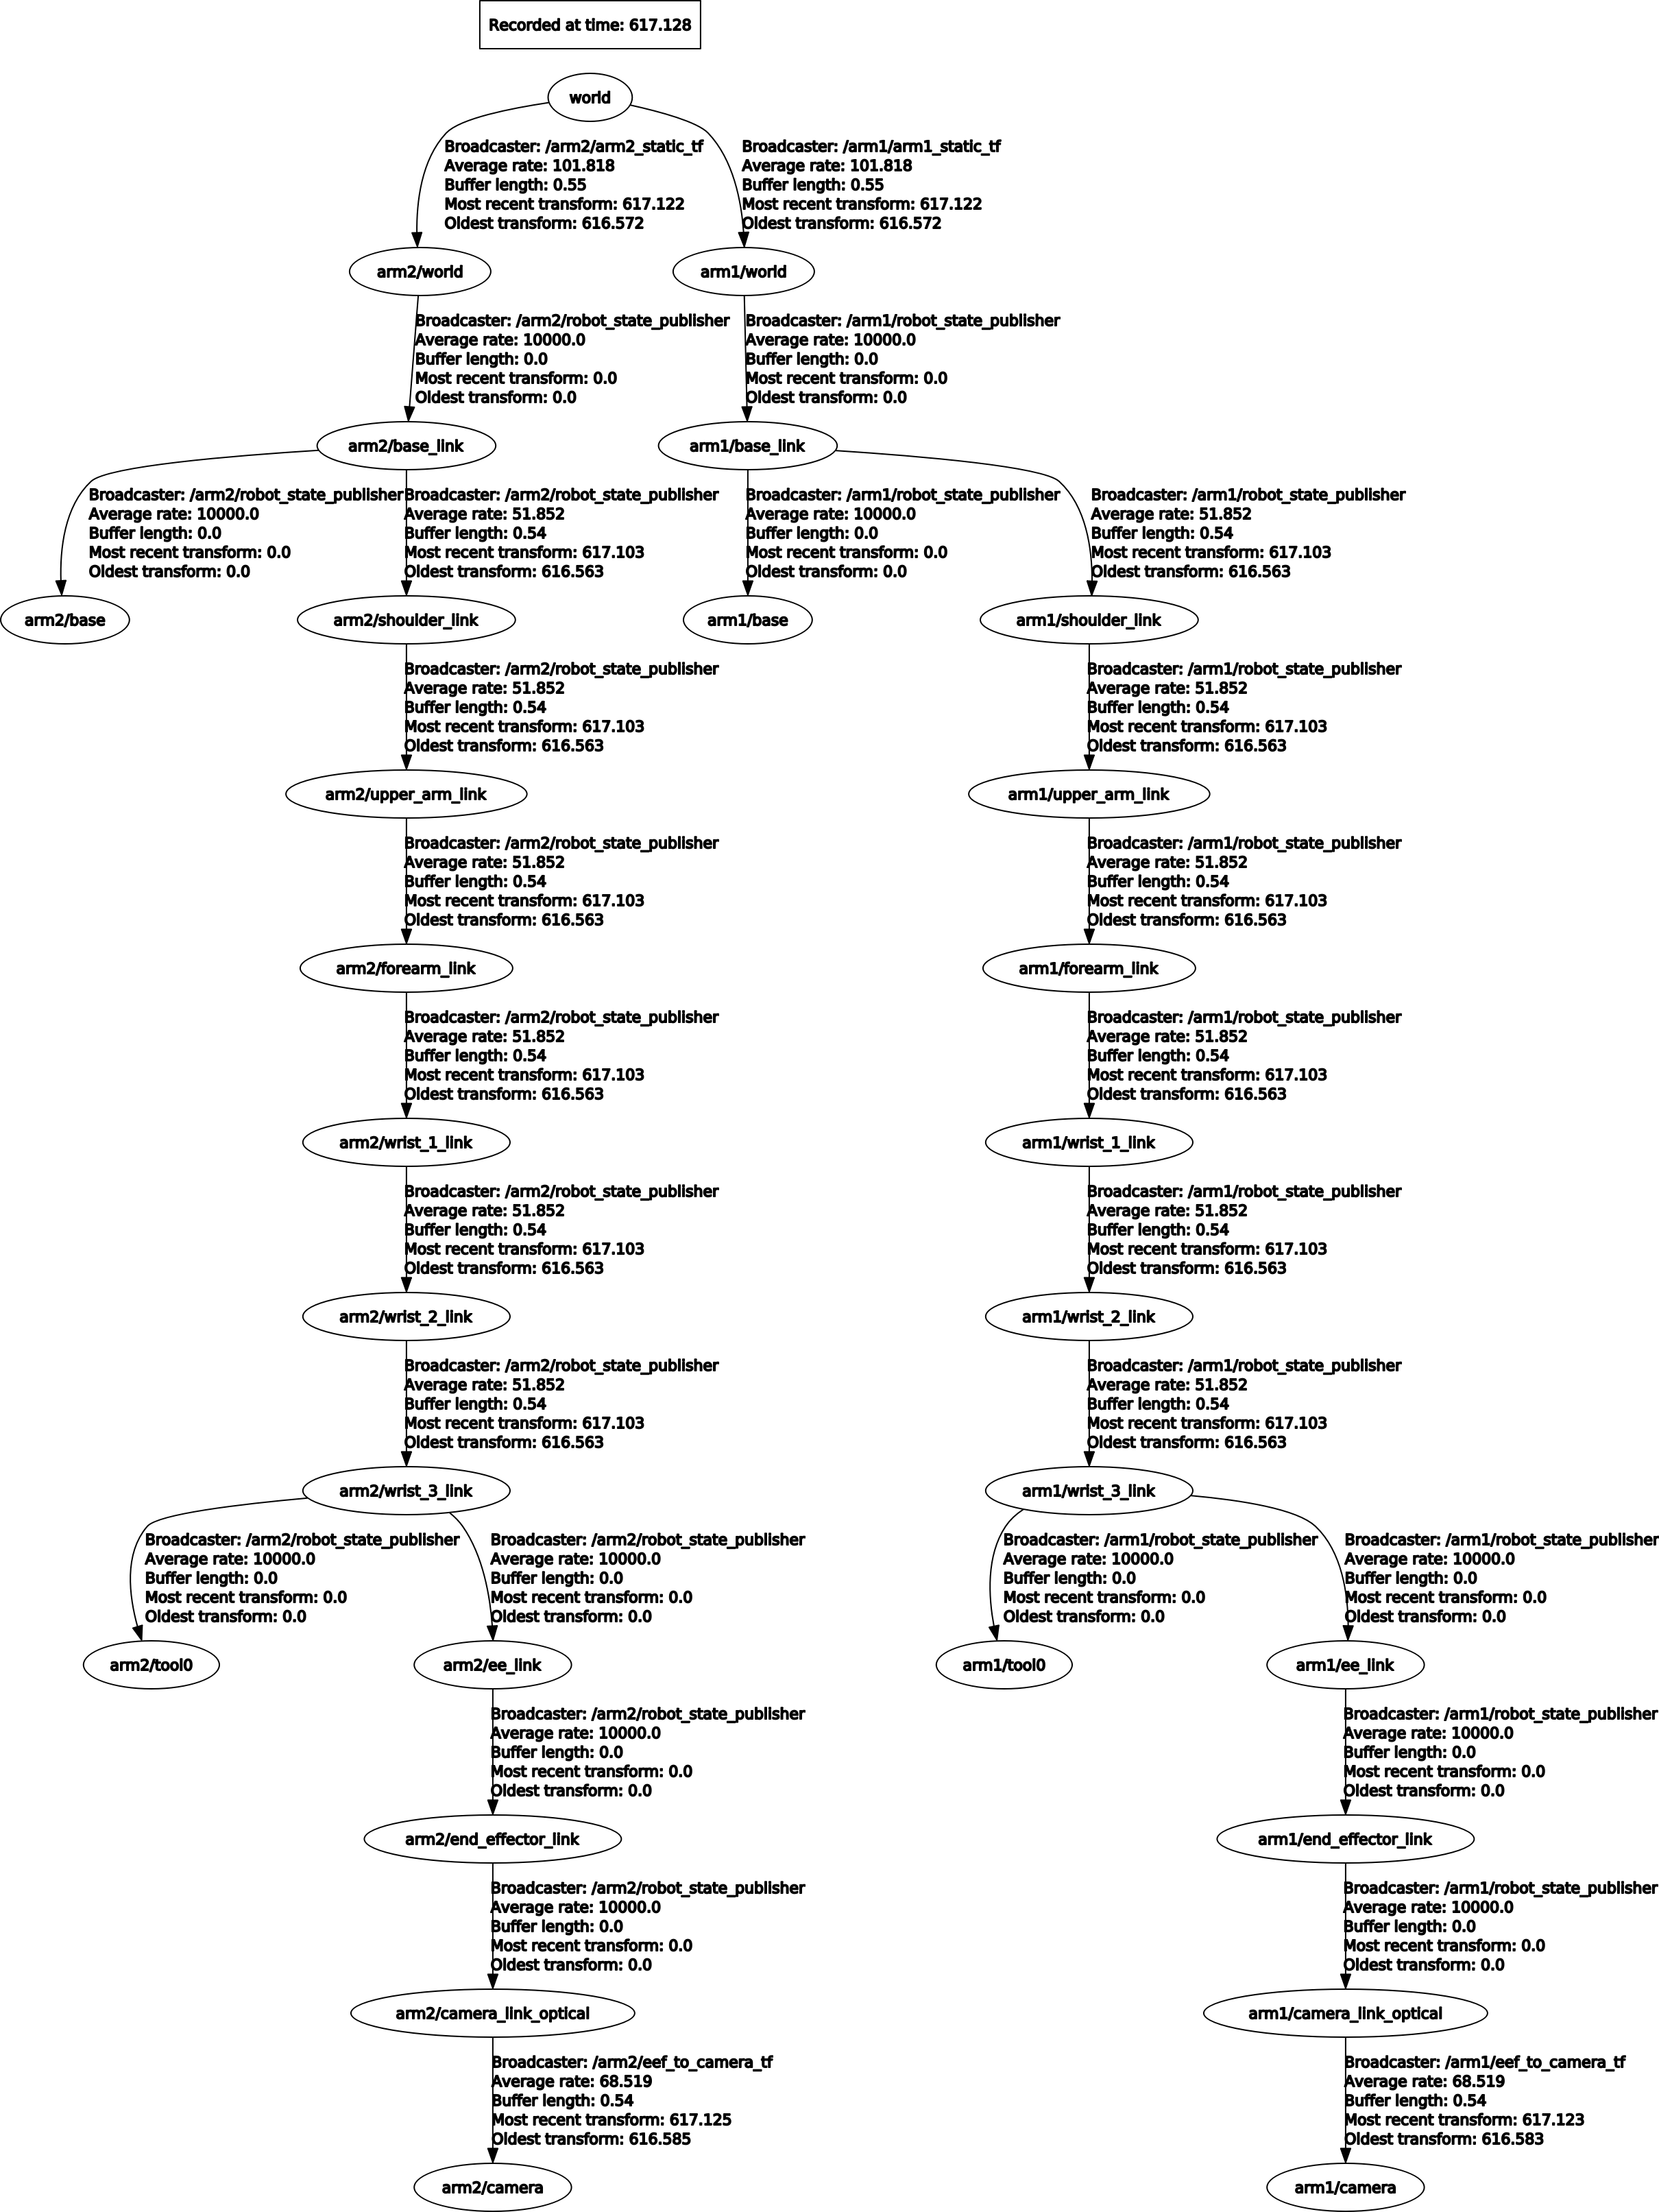 Recorded at time: 617.128
world
Broadcaster: /arm2/arm2_static_tf
Average rate: 101.818
Buffer length: 0.55
Most recent transform: 617.122
Oldest transform: 616.572
Broadcaster: /arm1/arm1_static_tf
Average rate: 101.818
Buffer length: 0.55
Most recent transform: 617.122
Oldest transform: 616.572
arm2/world
arm1/world
Broadcaster: /arm2/robot_state_publisher
Average rate: 10000.0
Buffer length: 0.0
Most recent transform: 0.0
Oldest transform: 0.0
Broadcaster: /arm1/robot_state_publisher
Average rate: 10000.0
Buffer length: 0.0
Most recent transform: 0.0
Oldest transform: 0.0
arm2/base_link
arm1/base_link
Broadcaster: /arm2/robot_state_publisher
Average rate: 10000.0
Buffer length: 0.0
Most recent transform: 0.0
Oldest transform: 0.0
Broadcaster: /arm2/robot_state_publisher
Average rate: 51.852
Buffer length: 0.54
Most recent transform: 617.103
Oldest transform: 616.563
Broadcaster: /arm1/robot_state_publisher
Average rate: 10000.0
Buffer length: 0.0
Most recent transform: 0.0
Oldest transform: 0.0
Broadcaster: /arm1/robot_state_publisher
Average rate: 51.852
Buffer length: 0.54
Most recent transform: 617.103
Oldest transform: 616.563
arm2/base
arm2/shoulder_link
arm1/base
arm1/shoulder_link
Broadcaster: /arm2/robot_state_publisher
Average rate: 51.852
Buffer length: 0.54
Most recent transform: 617.103
Oldest transform: 616.563
Broadcaster: /arm1/robot_state_publisher
Average rate: 51.852
Buffer length: 0.54
Most recent transform: 617.103
Oldest transform: 616.563
arm2/upper_arm_link
arm1/upper_arm_link
Broadcaster: /arm2/robot_state_publisher
Average rate: 51.852
Buffer length: 0.54
Most recent transform: 617.103
Oldest transform: 616.563
Broadcaster: /arm1/robot_state_publisher
Average rate: 51.852
Buffer length: 0.54
Most recent transform: 617.103
Oldest transform: 616.563
arm2/forearm_link
arm1/forearm_link
Broadcaster: /arm2/robot_state_publisher
Average rate: 51.852
Buffer length: 0.54
Most recent transform: 617.103
Oldest transform: 616.563
Broadcaster: /arm1/robot_state_publisher
Average rate: 51.852
Buffer length: 0.54
Most recent transform: 617.103
Oldest transform: 616.563
arm2/wrist_1_link
arm1/wrist_1_link
Broadcaster: /arm2/robot_state_publisher
Average rate: 51.852
Buffer length: 0.54
Most recent transform: 617.103
Oldest transform: 616.563
Broadcaster: /arm1/robot_state_publisher
Average rate: 51.852
Buffer length: 0.54
Most recent transform: 617.103
Oldest transform: 616.563
arm2/wrist_2_link
arm1/wrist_2_link
Broadcaster: /arm2/robot_state_publisher
Average rate: 51.852
Buffer length: 0.54
Most recent transform: 617.103
Oldest transform: 616.563
Broadcaster: /arm1/robot_state_publisher
Average rate: 51.852
Buffer length: 0.54
Most recent transform: 617.103
Oldest transform: 616.563
arm2/wrist_3_link
arm1/wrist_3_link
Broadcaster: /arm2/robot_state_publisher
Average rate: 10000.0
Buffer length: 0.0
Most recent transform: 0.0
Oldest transform: 0.0
Broadcaster: /arm2/robot_state_publisher
Average rate: 10000.0
Buffer length: 0.0
Most recent transform: 0.0
Oldest transform: 0.0
Broadcaster: /arm1/robot_state_publisher
Average rate: 10000.0
Buffer length: 0.0
Most recent transform: 0.0
Oldest transform: 0.0
Broadcaster: /arm1/robot_state_publisher
Average rate: 10000.0
Buffer length: 0.0
Most recent transform: 0.0
Oldest transform: 0.0
arm2/tool0
arm2/ee_link
arm1/tool0
arm1/ee_link
Broadcaster: /arm2/robot_state_publisher
Average rate: 10000.0
Buffer length: 0.0
Most recent transform: 0.0
Oldest transform: 0.0
Broadcaster: /arm1/robot_state_publisher
Average rate: 10000.0
Buffer length: 0.0
Most recent transform: 0.0
Oldest transform: 0.0
arm2/end_effector_link
arm1/end_effector_link
Broadcaster: /arm2/robot_state_publisher
Average rate: 10000.0
Buffer length: 0.0
Most recent transform: 0.0
Oldest transform: 0.0
Broadcaster: /arm1/robot_state_publisher
Average rate: 10000.0
Buffer length: 0.0
Most recent transform: 0.0
Oldest transform: 0.0
arm2/camera_link_optical
arm1/camera_link_optical
Broadcaster: /arm2/eef_to_camera_tf
Average rate: 68.519
Buffer length: 0.54
Most recent transform: 617.125
Oldest transform: 616.585
Broadcaster: /arm1/eef_to_camera_tf
Average rate: 68.519
Buffer length: 0.54
Most recent transform: 617.123
Oldest transform: 616.583
arm2/camera
arm1/camera